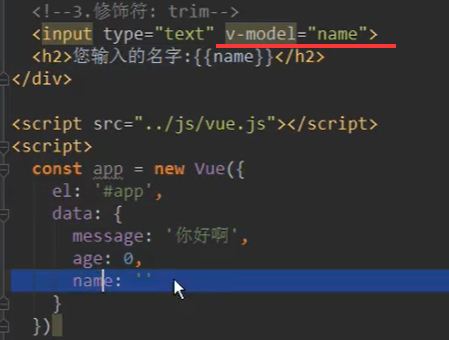 <!--3.修饰符: trim-->
<input type="text" v-model="name">
<h2>您输入的名字:{{name}}</h2>
</div>
<script src="../js/vue.js"></script>
<script>
const app = new Vue({
el: '#app',
data: {
message: '你好啊',
age: 0,
name: ''
}
})